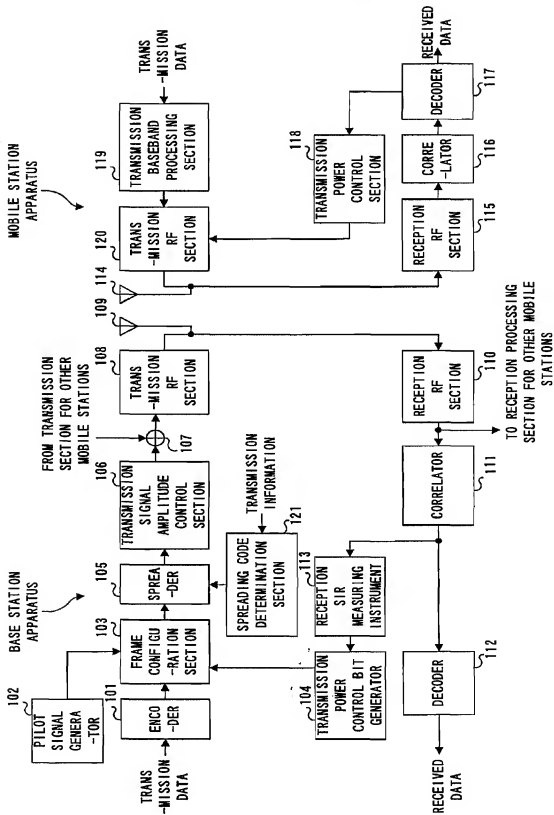 BASE STATION
APPARATUS
MOBILE STATION
APPARATUS
102
PILOT
SIGNAL
GENERA
-TOR
TRANS
-MISSION
DATA
101
ENCO
-DER
103
FRAME
CONFIGU
-RATION
SECTION
105
SPREA
-DER
106
TRANSMISSION
SIGNAL
AMPLITUDE
CONTROL
SECTION
FROM TRANSMISSION
SECTION FOR OTHER
MOBILE STATIONS
107
108
TRANS
-MISSION
RF
SECTION
109
114
120
TRANS
-MISSION
RF
SECTION
119
TRANSMISSION
BASEBAND
PROCESSING
SECTION
TRANS
-MISSION
DATA
104
TRANSMISSION
POWER
CONTROL BIT
GENERATOR
113
RECEPTION
SIR
MEASURING
INSTRUMENT
SPREADING CODE
DETERMINATION
SECTION
121
TRANSMISSION
INFORMATION
118
TRANSMISSION
POWER
CONTROL
SECTION
RECEIVED
DATA
DECODER
112
CORRELATOR
111
RECEPTION
RF
SECTION
110
TO RECEPTION PROCESSING
SECTION FOR OTHER MOBILE
STATIONS
RECEPTION
RF
SECTION
115
CORRE
-LATOR
116
DECODER
117
RECEIVED
DATA